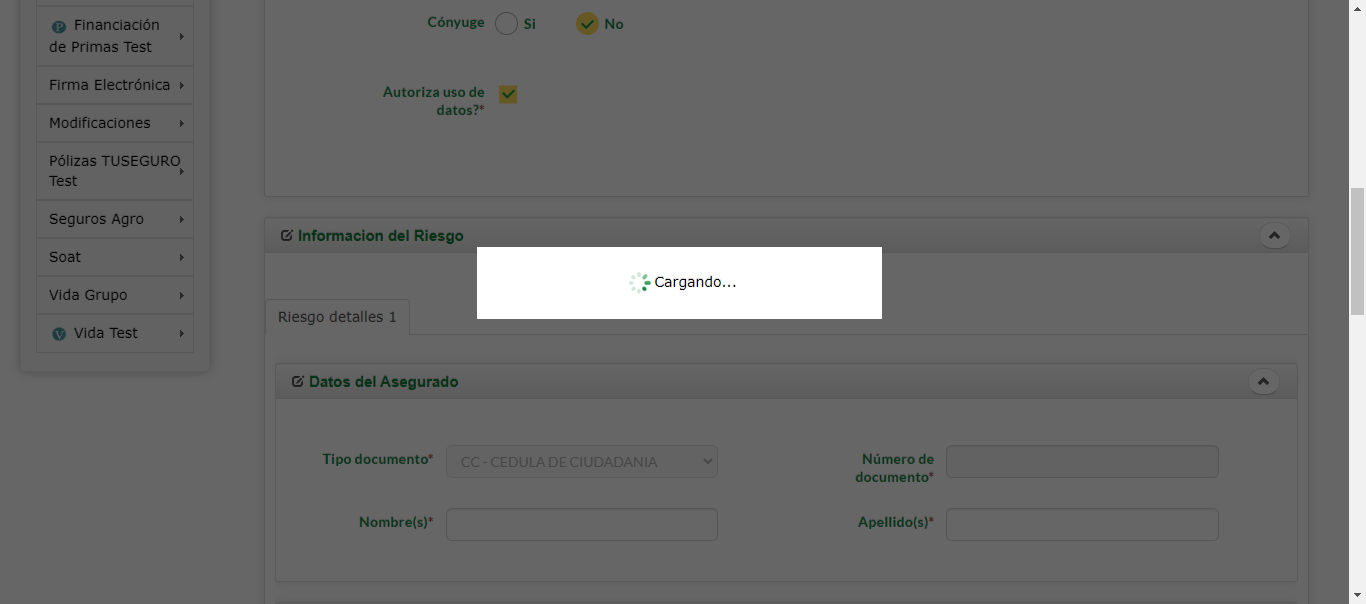 Financiación
de Primas Test
Firma Electrónica
Modificaciones
Pólizas TUSEGURO
Test
Seguros Agro
Soat
Vida Grupo
Vida Test
Cónyuge Si No
Autoriza uso de
datos?*
Informacion del Riesgo
Cargando...
Riesgo detalles 1
Datos del Asegurado
Tipo documento* CC - CEDULA DE CIUDADANIA
Número de
documento*
Nombre(s)*
Apellido(s)*